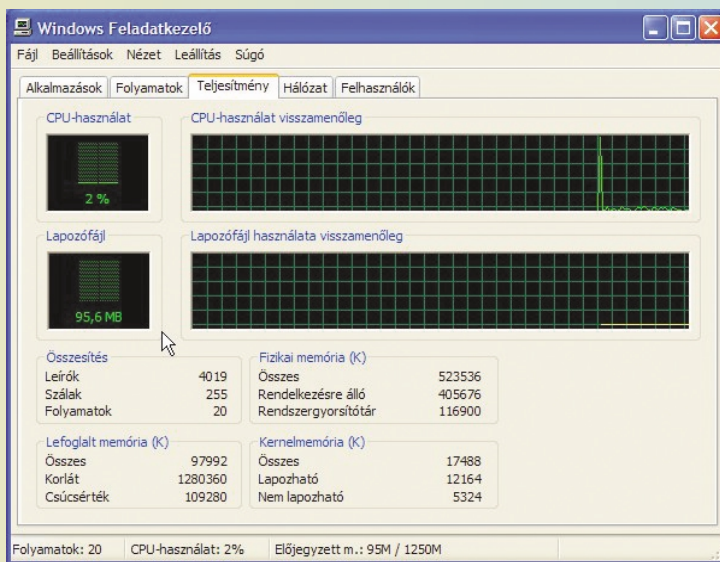 Windows Feladatkezelő
Fájl Beállítások Nézet Leállítás Súgó
Alkalmazások Folyamatok Teljesítmény Hálózat Felhasználók
CPU-használat CPU-használat visszamenőleg
2 %
Lapozófájl Lapozófájl használata visszamenőleg
95,6 MB
Összesítés
Leírók 4019
Szálak 255
Folyamatok 20
Fizikai memória (K)
Összes 523536
Rendelkezésre álló 405676
Rendszergyorsítótár 116900
Lefoglalt memória (K)
Összes 97992
Korlát 1280360
Csúcsérték 109280
Kernelmemória (K)
Összes 17488
Lapozható 12164
Nem lapozható 5324
Folyamatok: 20 CPU-használat: 2% Előjegyzett m.: 95M / 1250M